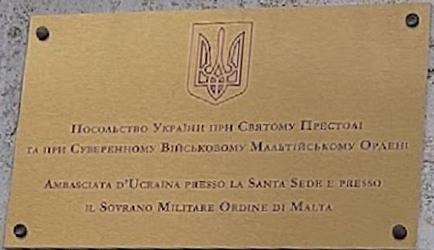 Посольство України при Святому Престолі
та при Суверенному Військовому Мальтійському Ордені
Ambasciata d'Ucraina presso la Santa Sede e presso
il Sovrano Militare Ordine di Malta